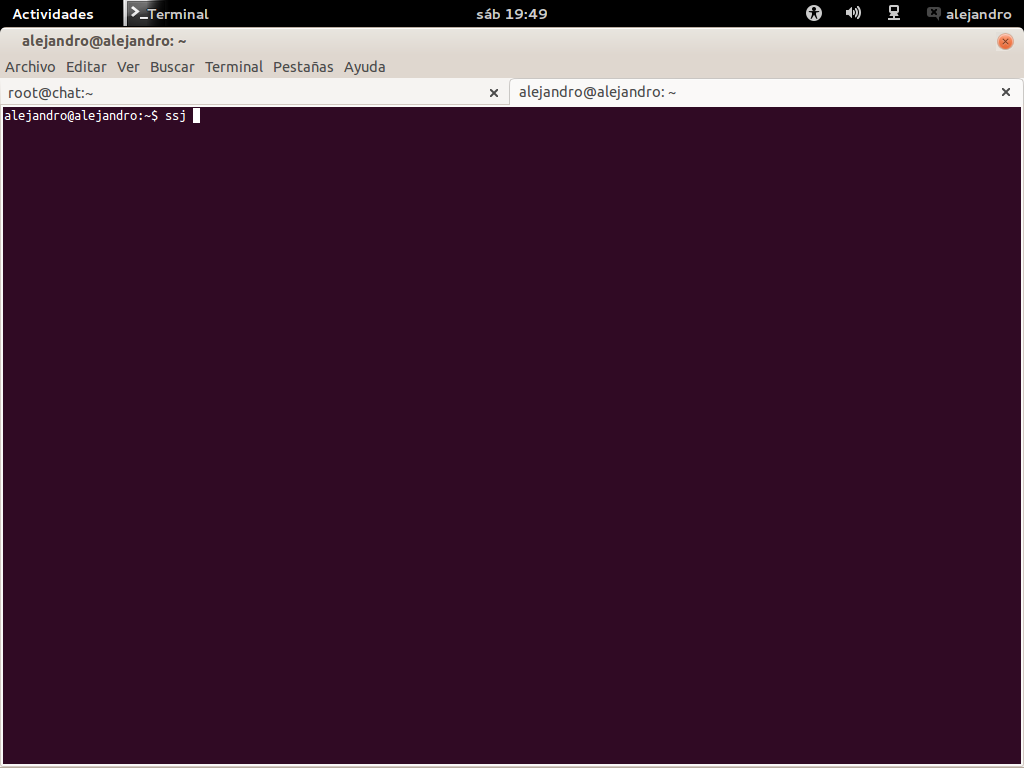 Actividades Terminal sáb 19:49 alejandro
alejandro@alejandro: ~
Archivo Editar Ver Buscar Terminal Pestañas Ayuda
root@chat:~ alejandro@alejandro: ~
alejandro@alejandro:~$ ssj